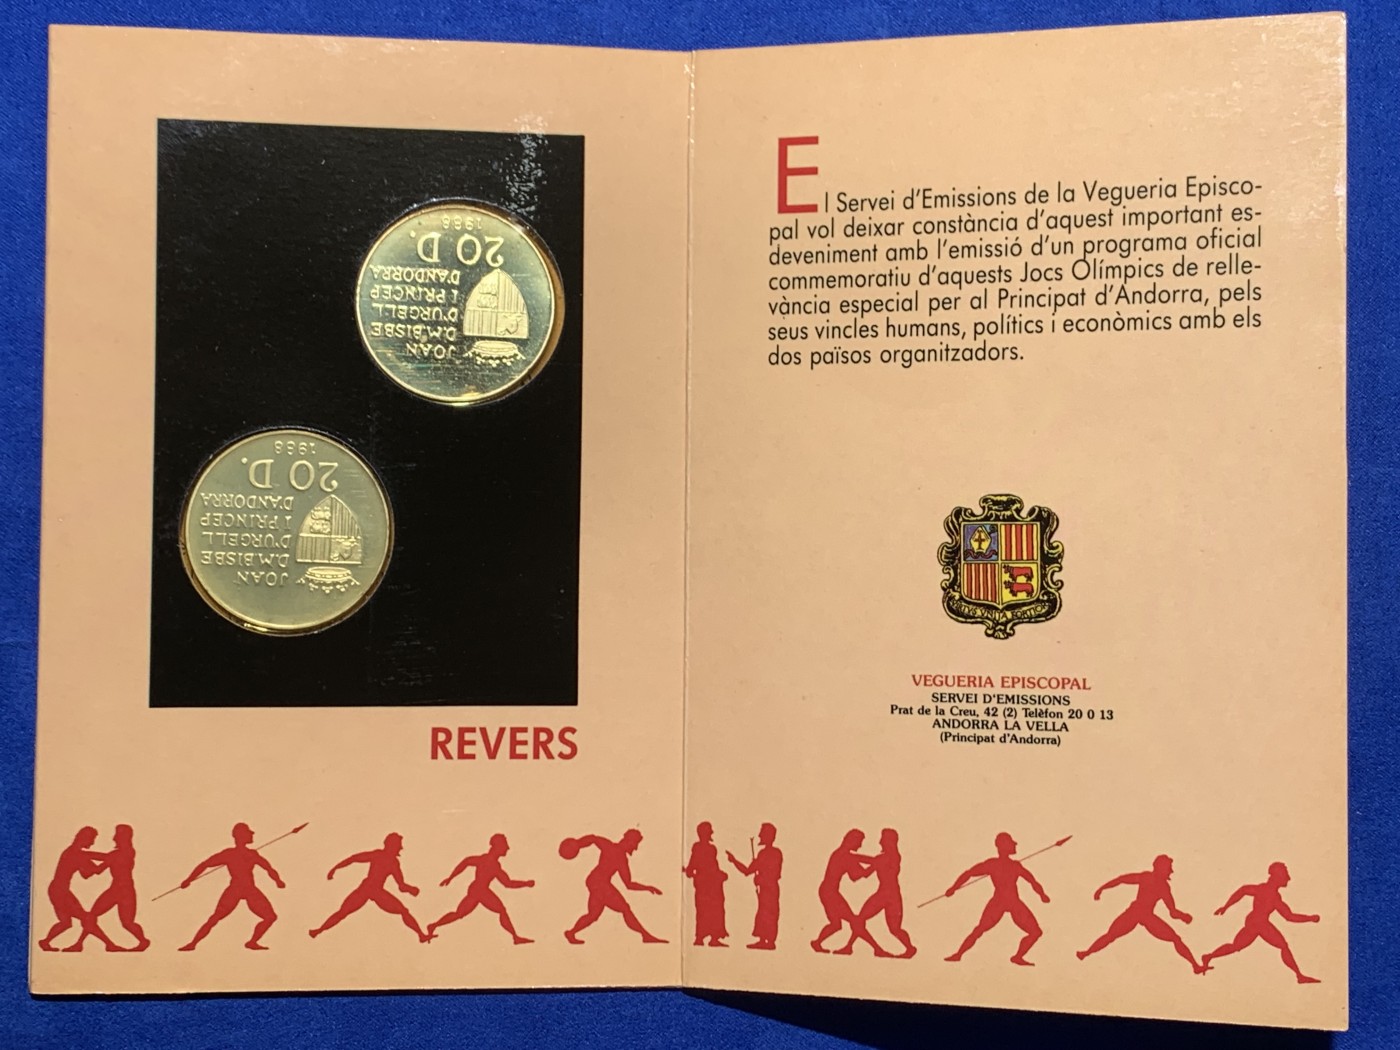 1988
20 D.
D'ANDORRA
I PRINCEP
D'URGELL
D.M.BISBE
JOAN
1988
20 D.
D'ANDORRA
I PRINCEP
D'URGELL
D.M.BISBE
JOAN
REVERS
El Servei d'Emissions de la Vegueria Episco-
pal vol deixar constància d'aquest important es-
deveniment amb l'emissió d'un programa oficial
commemoratiu d'aquests Jocs Olímpics de relle-
vància especial per al Principat d'Andorra, pels
seus vincles humans, polítics i econòmics amb els
dos països organitzadors.
VIRTVS VNITA FORTIOR
VEGUERIA EPISCOPAL
SERVEI D'EMISSIONS
Prat de la Creu, 42 (2) Telèfon 20 0 13
ANDORRA LA VELLA
(Principat d'Andorra)